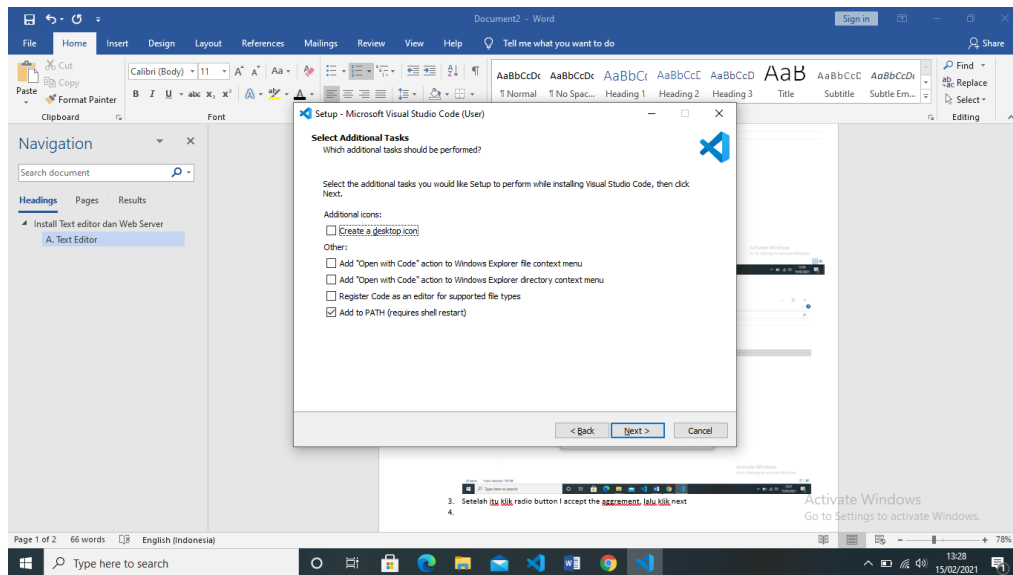 Document2 - Word
Sign in
File Home Insert Design Layout References Mailings Review View Help Tell me what you want to do Share
Paste
Cut
Copy
Format Painter
Clipboard
Calibri (Body) 11
Font
AaBbCcDc AaBbCcDc AaBbCc AaBbCcE AaBbCcD AaB AaBbCcD AaBbCcDc
¶ Normal ¶ No Spac... Heading 1 Heading 2 Heading 3 Title Subtitle Subtle Em...
Find
Replace
Select
Editing
Navigation
Search document
Headings Pages Results
Install Text editor dan Web Server
A. Text Editor
Setup - Microsoft Visual Studio Code (User)
Select Additional Tasks
Which additional tasks should be performed?
Select the additional tasks you would like Setup to perform while installing Visual Studio Code, then click
Next.
Additional icons:
Create a desktop icon
Other:
Add "Open with Code" action to Windows Explorer file context menu
Add "Open with Code" action to Windows Explorer directory context menu
Register Code as an editor for supported file types
Add to PATH (requires shell restart)
< Back Next > Cancel
Activate Windows
Activate Windows
Type here to search
3. Setelah itu klik radio button I accept the aggrement, lalu klik next
4.
Activate Windows
Go to Settings to activate Windows.
Page 1 of 2 66 words English (Indonesia) 78%
Type here to search
13:28
15/02/2021